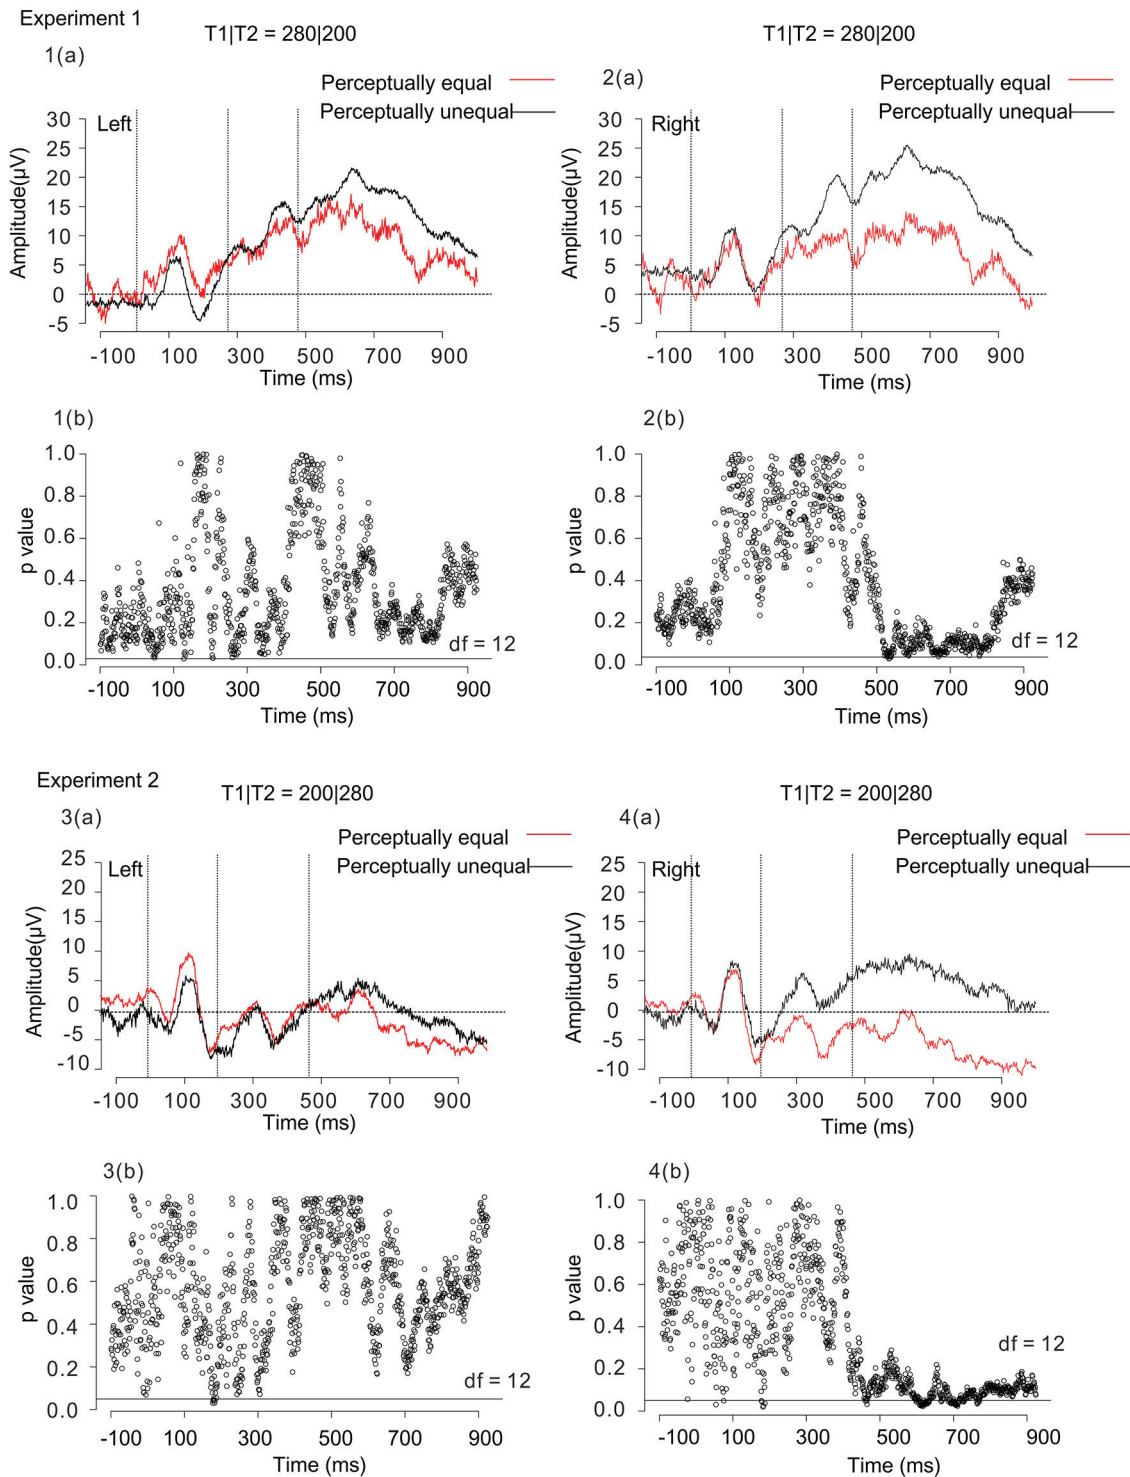 Experiment 1
T1|T2 = 280|200
T1|T2 = 280|200
1(a)
2(a)
Perceptually equal
Perceptually unequal
Perceptually equal
Perceptually unequal
Left
Right
Amplitude(μV)
30
25
20
15
10
5
0
-5
-100 100 300 500 700 900
Time (ms)
Amplitude(μV)
30
25
20
15
10
5
0
-5
-100 100 300 500 700 900
Time (ms)
1(b)
p value
1.0
0.8
0.6
0.4
0.2
0.0
df = 12
-100 100 300 500 700 900
Time (ms)
2(b)
p value
1.0
0.8
0.6
0.4
0.2
0.0
df = 12
-100 100 300 500 700 900
Time (ms)
Experiment 2
T1|T2 = 200|280
T1|T2 = 200|280
3(a)
4(a)
Perceptually equal
Perceptually unequal
Perceptually equal
Perceptually unequal
Left
Right
Amplitude(μV)
25
20
15
10
5
0
-5
-10
-100 100 300 500 700 900
Time (ms)
Amplitude(μV)
25
20
15
10
5
0
-5
-10
-100 100 300 500 700 900
Time (ms)
3(b)
p value
1.0
0.8
0.6
0.4
0.2
0.0
df = 12
-100 100 300 500 700 900
Time (ms)
4(b)
p value
1.0
0.8
0.6
0.4
0.2
0.0
df = 12
-100 100 300 500 700 900
Time (ms)